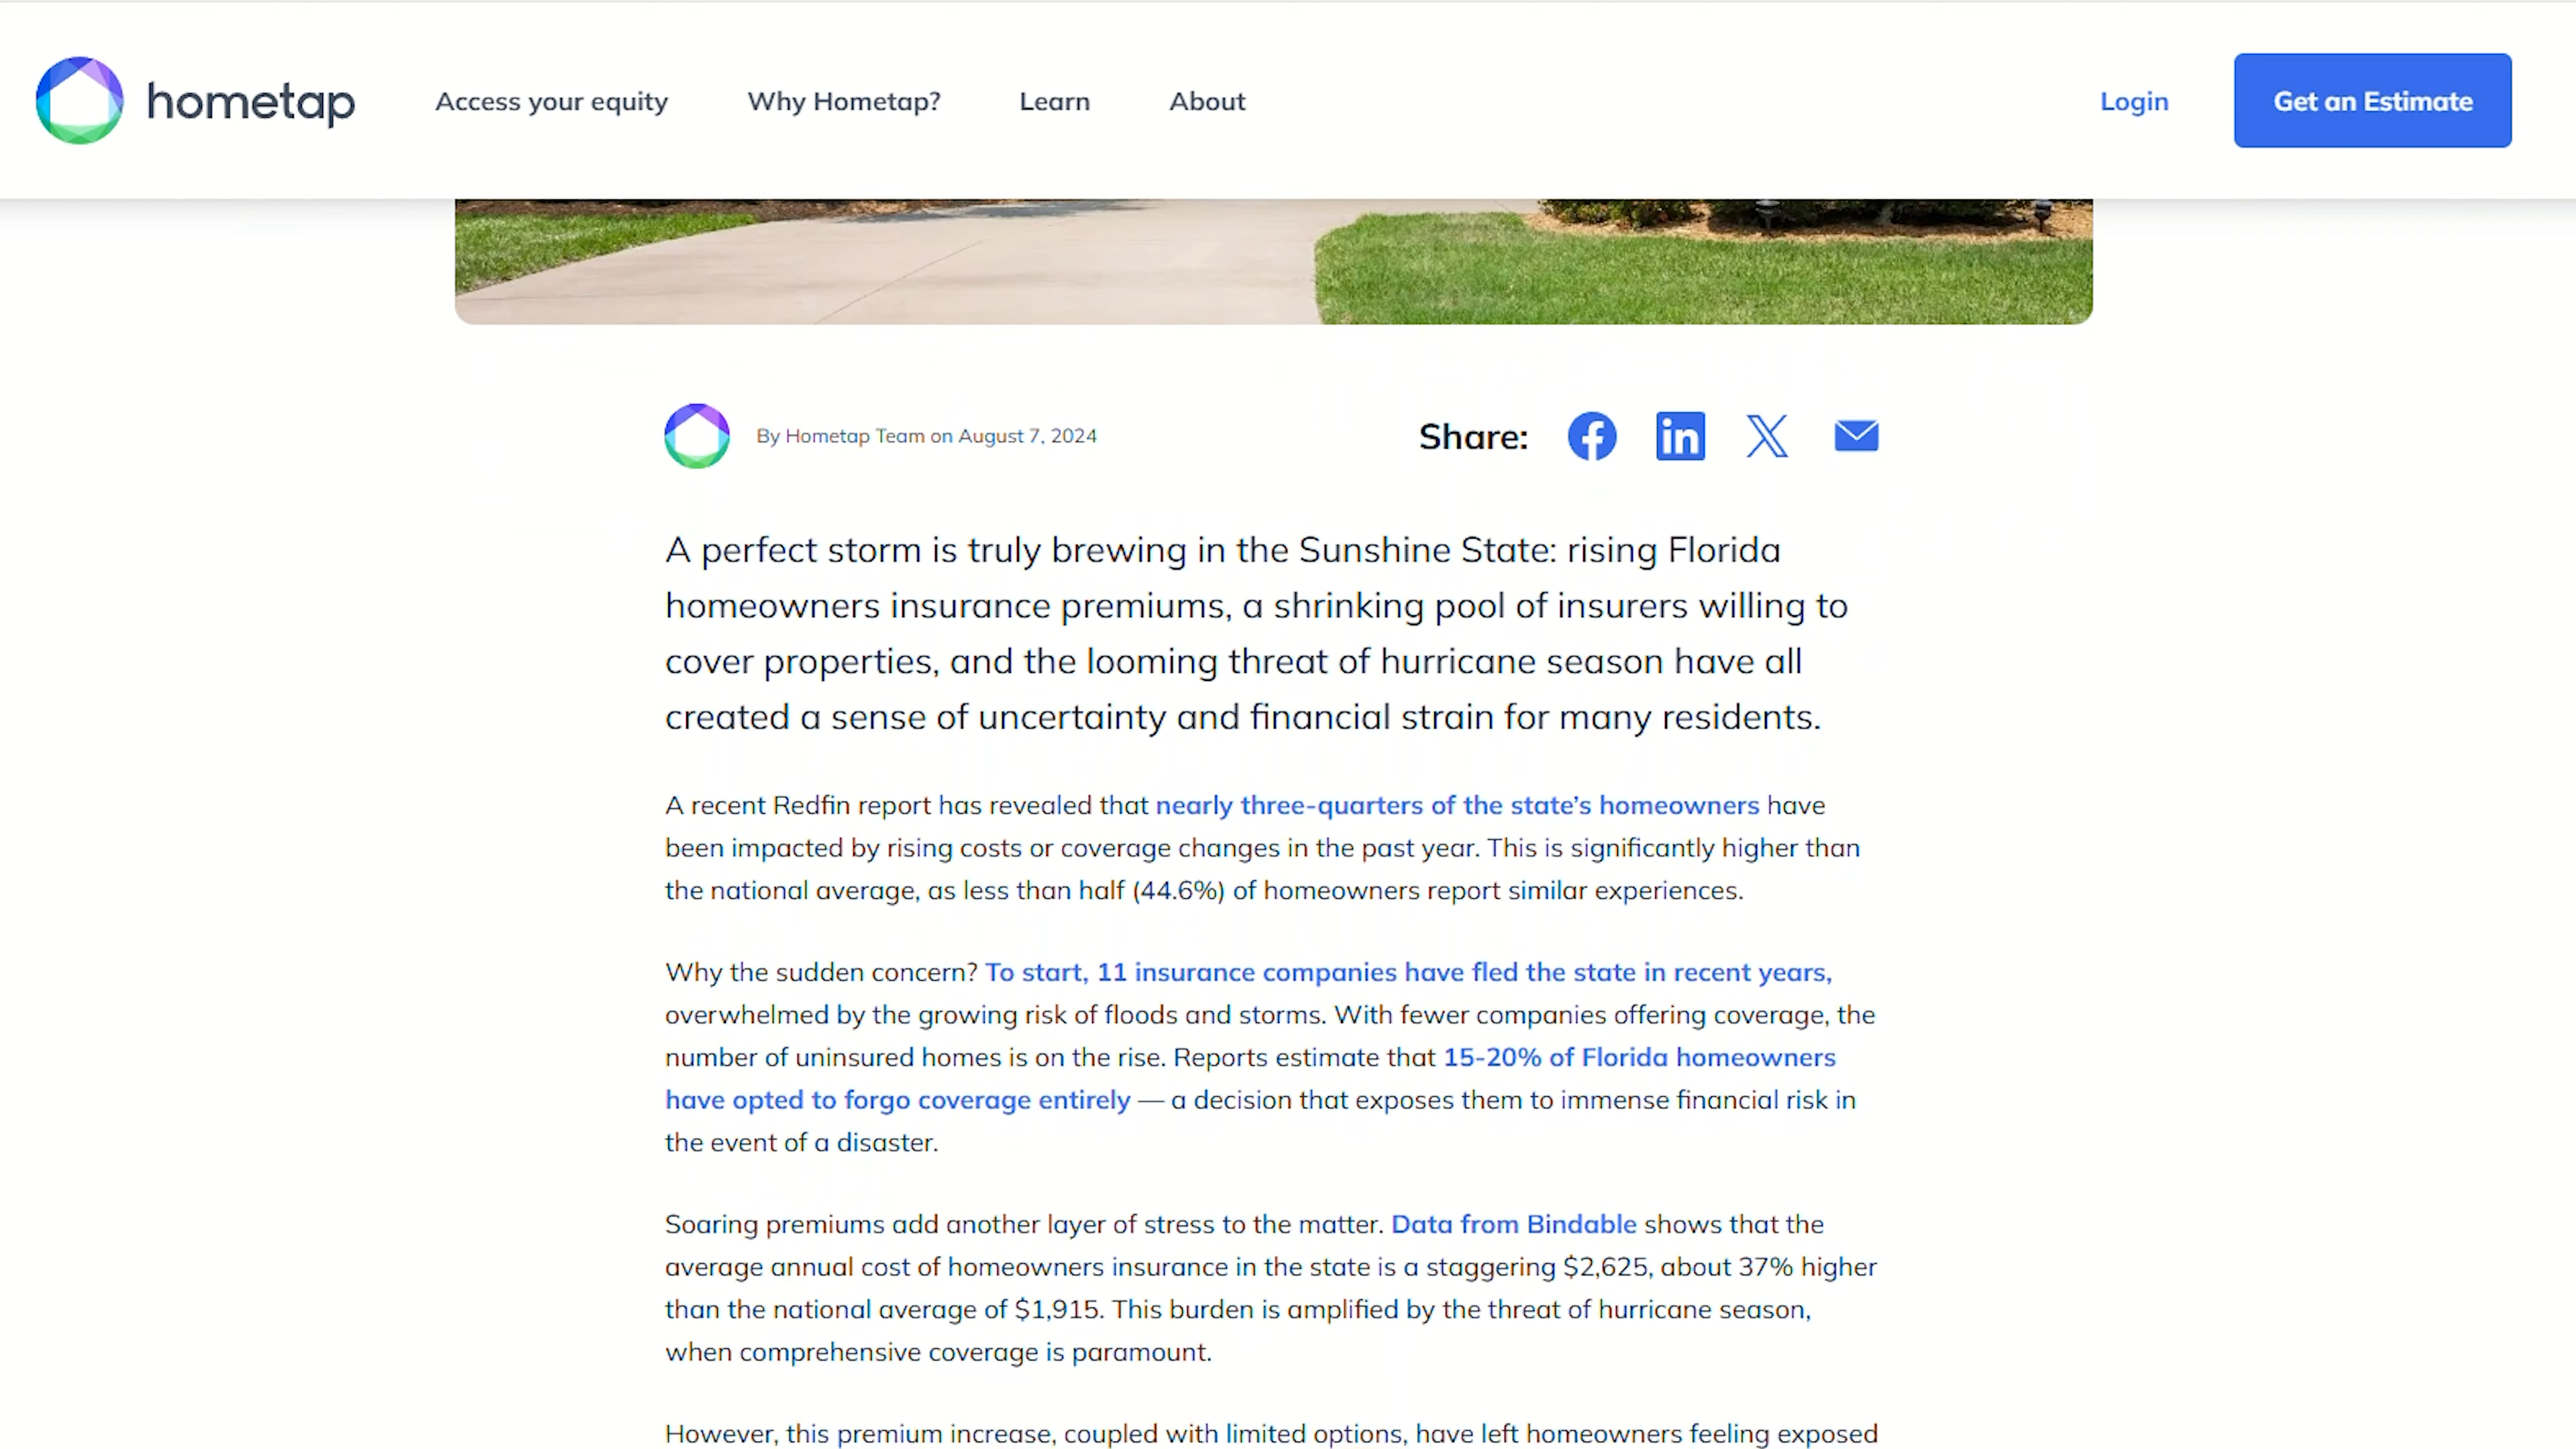 hometap
Access your equity
Why Hometap?
Learn
About
Login
Get an Estimate
By Hometap Team on August 7, 2024
Share:
A perfect storm is truly brewing in the Sunshine State: rising Florida
homeowners insurance premiums, a shrinking pool of insurers willing to
cover properties, and the looming threat of hurricane season have all
created a sense of uncertainty and financial strain for many residents.
A recent Redfin report has revealed that nearly three-quarters of the state’s homeowners have
been impacted by rising costs or coverage changes in the past year. This is significantly higher than
the national average, as less than half (44.6%) of homeowners report similar experiences.
Why the sudden concern? To start, 11 insurance companies have fled the state in recent years,
overwhelmed by the growing risk of floods and storms. With fewer companies offering coverage, the
number of uninsured homes is on the rise. Reports estimate that 15-20% of Florida homeowners
have opted to forgo coverage entirely — a decision that exposes them to immense financial risk in
the event of a disaster.
Soaring premiums add another layer of stress to the matter. Data from Bindable shows that the
average annual cost of homeowners insurance in the state is a staggering $2,625, about 37% higher
than the national average of $1,915. This burden is amplified by the threat of hurricane season,
when comprehensive coverage is paramount.
However, this premium increase, coupled with limited options, have left homeowners feeling exposed